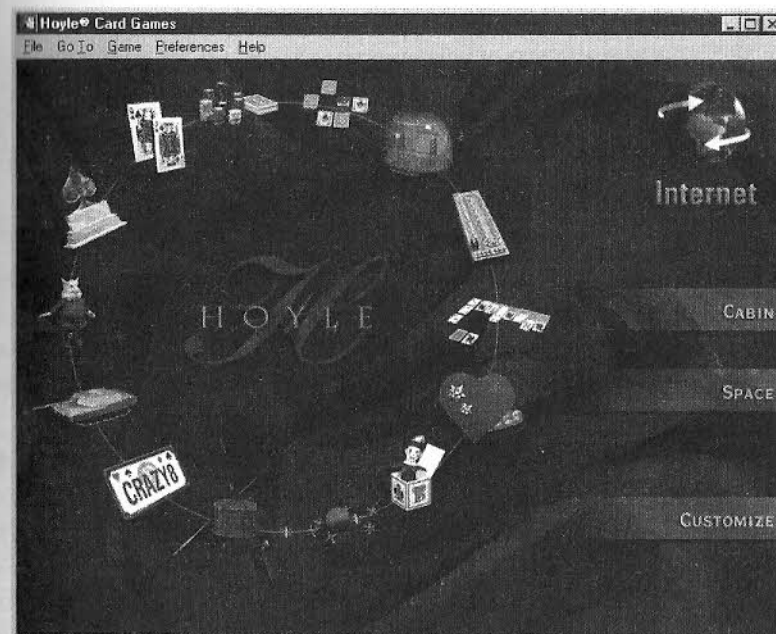 Hoyle® Card Games
File Go To Game Preferences Help
Internet
HOYLE
CABIN
SPACE
CRAZY8
CUSTOMIZE